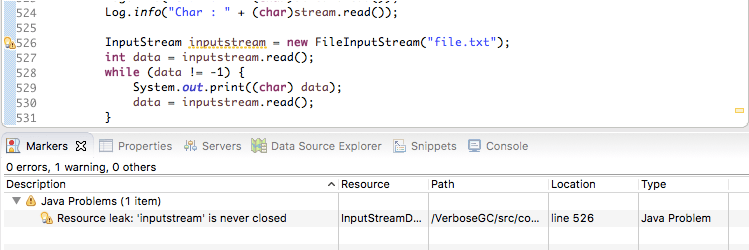 524 Log.info("Char : " + (char)stream.read());
525
526 InputStream inputstream = new FileInputStream("file.txt");
527 int data = inputstream.read();
528 while (data != -1) {
529 System.out.print((char) data);
530 data = inputstream.read();
531 }
Markers Properties Servers Data Source Explorer Snippets Console
0 errors, 1 warning, 0 others
Description Resource Path Location Type
Java Problems (1 item)
Resource leak: 'inputstream' is never closed InputStreamD... /VerboseGC/src/co... line 526 Java Problem